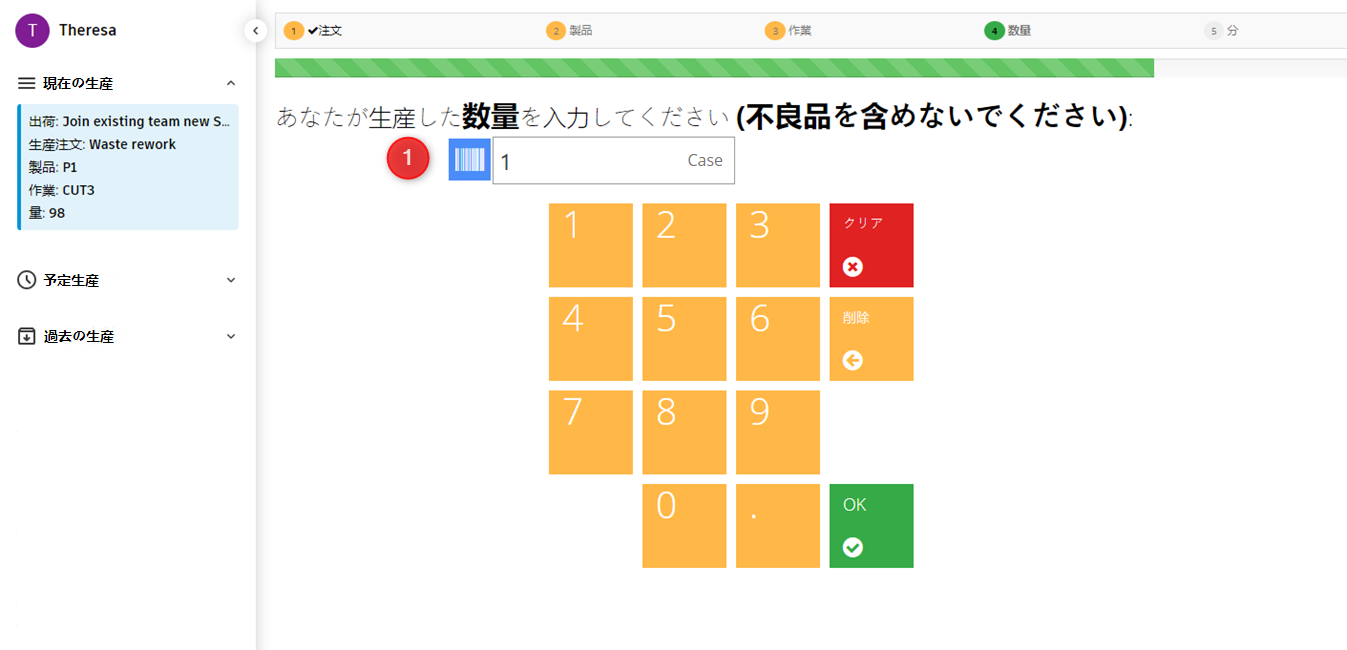 T Theresa
現在の生産
出荷: Join existing team new S...
生産注文: Waste rework
製品: P1
作業: CUT3
量: 98
予定生産
過去の生産
1 ✔注文 2 製品 3 作業 4 数量 5 分
あなたが生産した数量を入力してください (不良品を含めないでください):
1 1 Case
1 2 3 クリア
4 5 6 削除
7 8 9
0 . OK